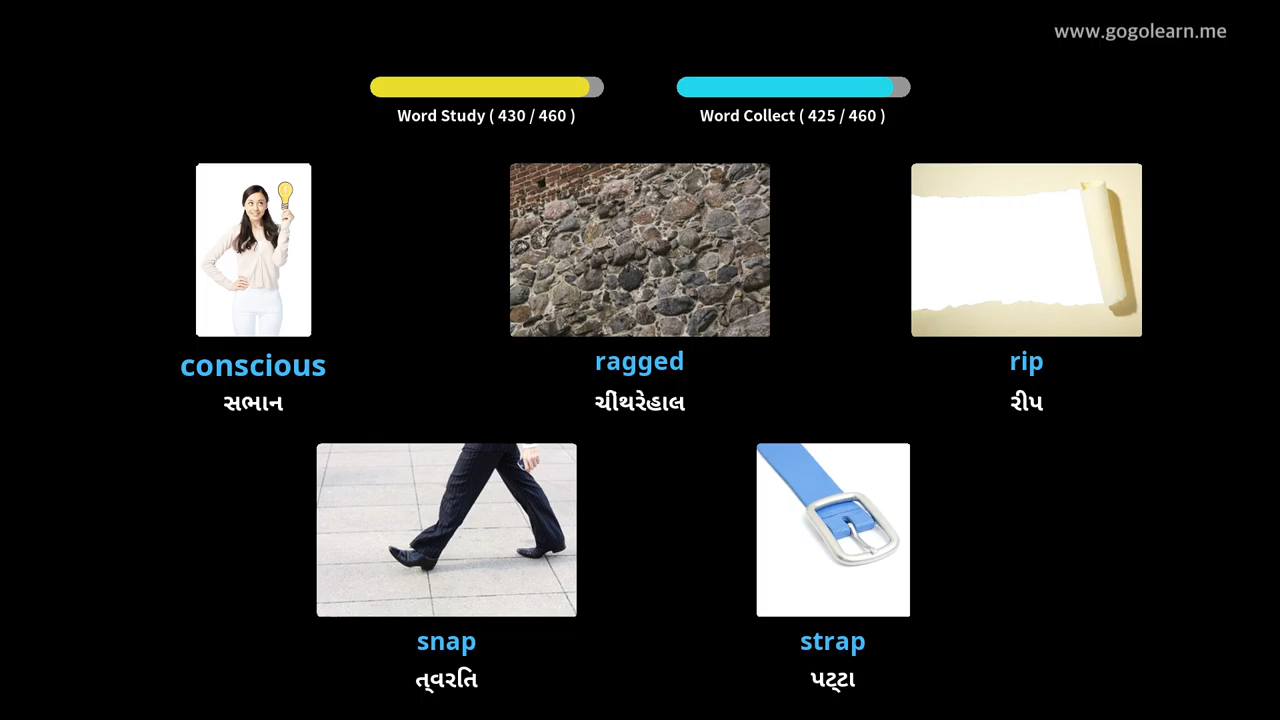 www.gogolearn.me
Word Study ( 430 / 460 )
Word Collect ( 425 / 460 )
conscious
ragged
rip
સભાન
ચીંથરેહાલ
રીપ
snap
strap
ત્વરતિ
પટ્ટા